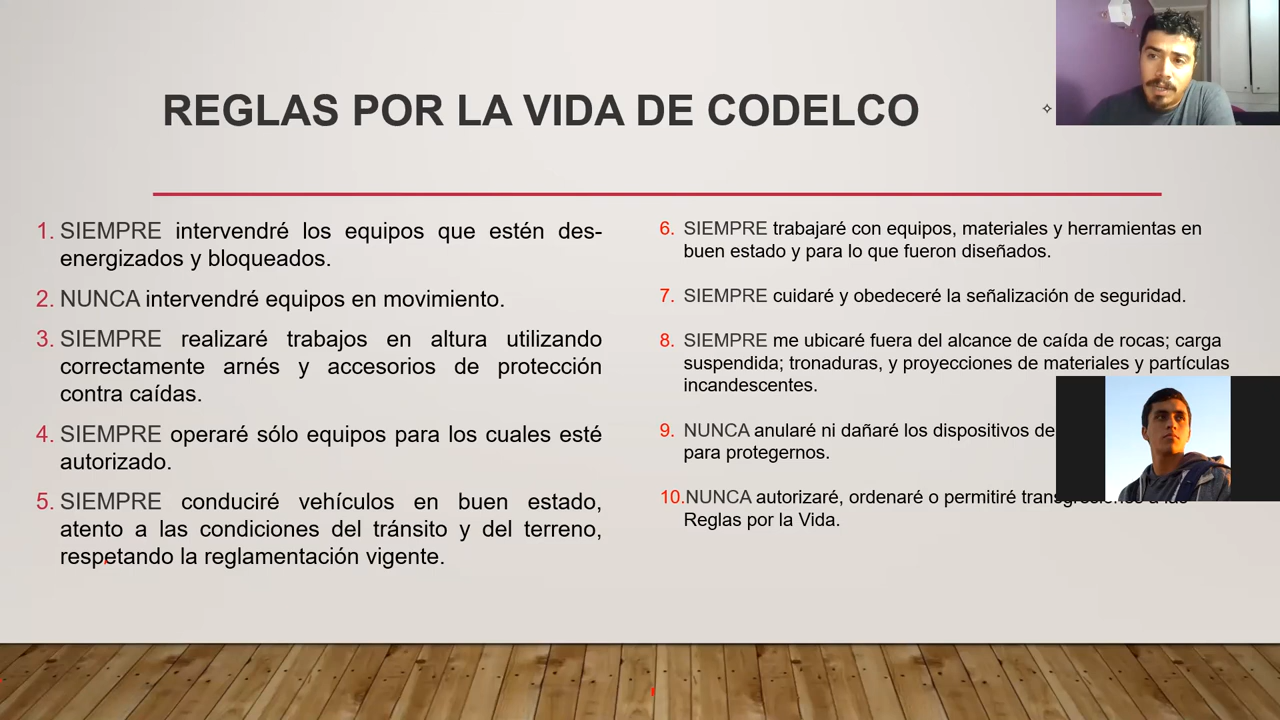 REGLAS POR LA VIDA DE CODELCO
1. SIEMPRE intervendré los equipos que estén des-
energizados y bloqueados.
2. NUNCA intervendré equipos en movimiento.
3. SIEMPRE realizaré trabajos en altura utilizando
correctamente arnés y accesorios de protección
contra caídas.
4. SIEMPRE operaré sólo equipos para los cuales esté
autorizado.
5. SIEMPRE conduciré vehículos en buen estado,
atento a las condiciones del tránsito y del terreno,
respetando la reglamentación vigente.
6. SIEMPRE trabajaré con equipos, materiales y herramientas en
buen estado y para lo que fueron diseñados.
7. SIEMPRE cuidaré y obedeceré la señalización de seguridad.
8. SIEMPRE me ubicaré fuera del alcance de caída de rocas; carga
suspendida; tronaduras, y proyecciones de materiales y partículas
incandescentes.
9. NUNCA anularé ni dañaré los dispositivos de
para protegernos.
10. NUNCA autorizaré, ordenaré o permitiré
Reglas por la Vida.